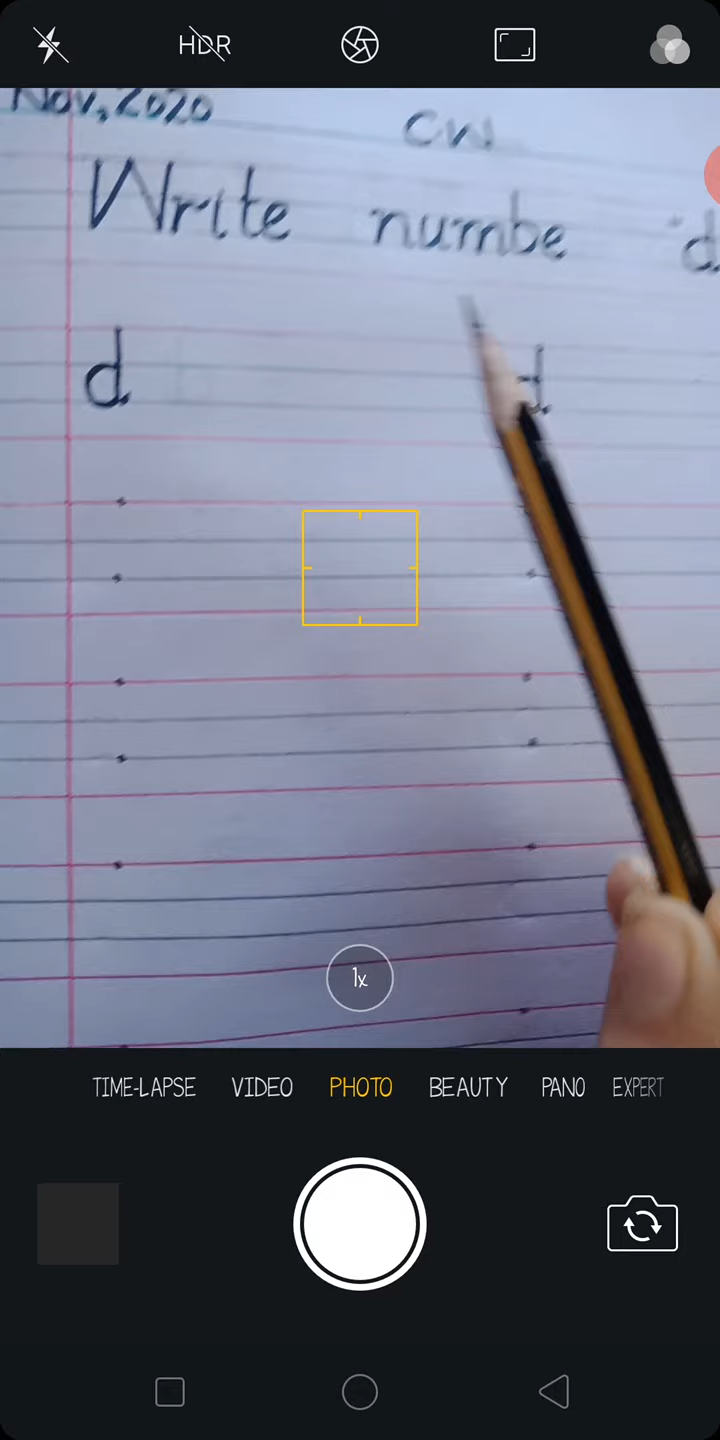 HDR
Nov, 2020
CW
Write numbe d
d d
1x
TIME-LAPSE VIDEO PHOTO BEAUTY PANO EXPERT